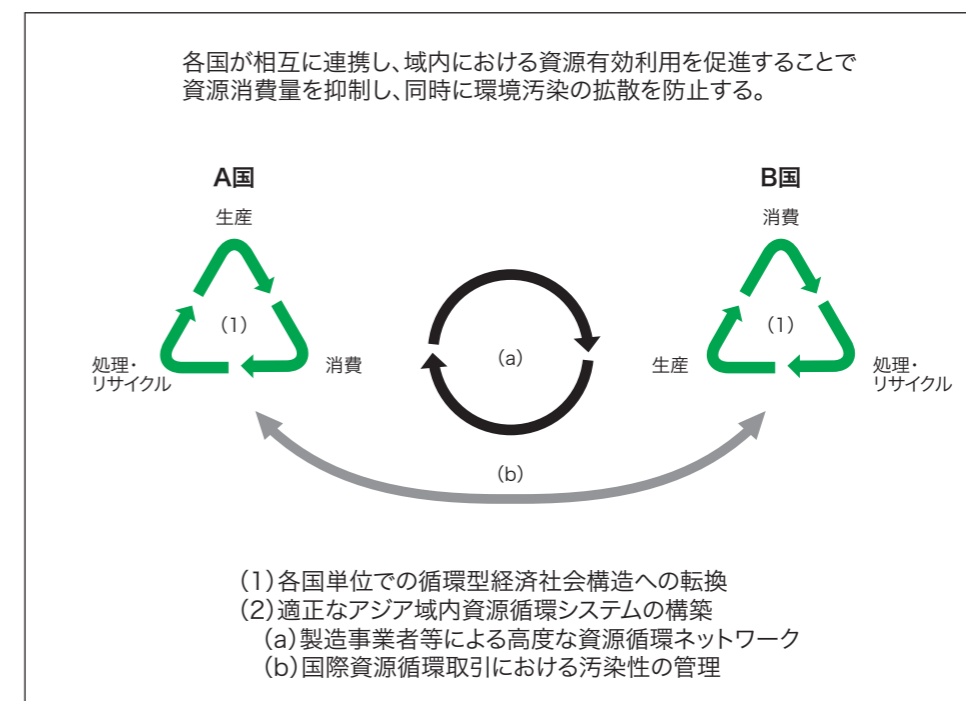 各国が相互に連携し、域内における資源有効利用を促進することで
資源消費量を抑制し、同時に環境汚染の拡散を防止する。
A国
B国
生産
消費
(1)
(1)
(a)
処理・
リサイクル
消費
生産
処理・
リサイクル
(b)
(1)各国単位での循環型経済社会構造への転換
(2)適正なアジア域内資源循環システムの構築
(a)製造事業者等による高度な資源循環ネットワーク
(b)国際資源循環取引における汚染性の管理